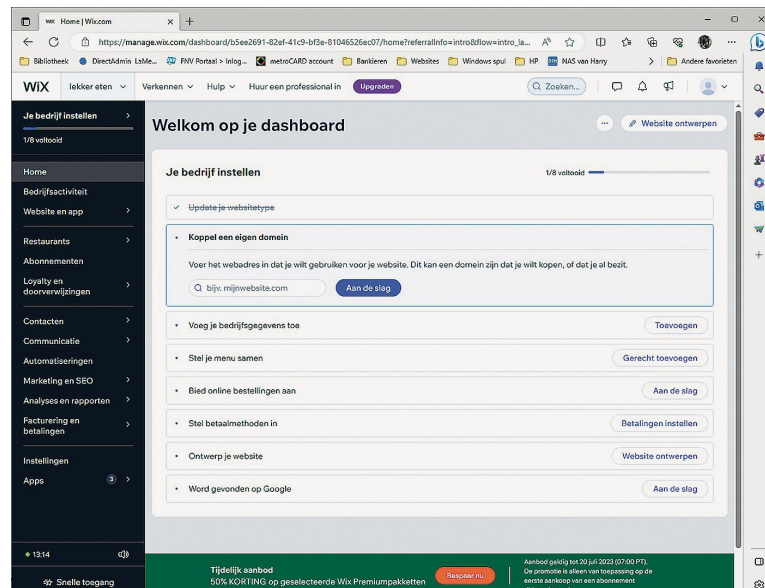 WIX Home | Wix.com
https://manage.wix.com/dashboard/b5ee2691-82ef-41c9-bf3e-81046526ec07/home?referralInfo=intro&flow=intro_la...
Bibliotheek DirectAdmin LaMe... FNV Portaal > Inlog... metroCARD account Bankieren Websites Windows spul HP NAS van Harry Andere favorieten
WiX lekker eten Verkennen Hulp Huur een professional in Upgraden Zoeken...
Je bedrijf instellen
1/8 voltooid
Home
Bedrijfsactiviteit
Website en app
Restaurants
Abonnementen
Loyalty en
doorverwijzingen
Contacten
Communicatie
Automatiseringen
Marketing en SEO
Analyses en rapporten
Facturering en
betalingen
Instellingen
Apps 3
13:14
Snelle toegang
Welkom op je dashboard
... Website ontwerpen
Je bedrijf instellen 1/8 voltooid
Update je websitetype
Koppel een eigen domein
Voer het webadres in dat je wilt gebruiken voor je website. Dit kan een domein zijn dat je wilt kopen, of dat je al bezit.
bijv. mijnwebsite.com Aan de slag
Voeg je bedrijfsgegevens toe Toevoegen
Stel je menu samen Gerecht toevoegen
Bied online bestellingen aan Aan de slag
Stel betaalmethoden in Betalingen instellen
Ontwerp je website Website ontwerpen
Word gevonden op Google Aan de slag
Tijdelijk aanbod
50% KORTING op geselecteerde Wix Premiumpakketten
Bespaar nu
Aanbod geldig tot 20 juli 2023 (07:00 PT).
De promotie is alleen van toepassing op de
eerste aankoop van een abonnement